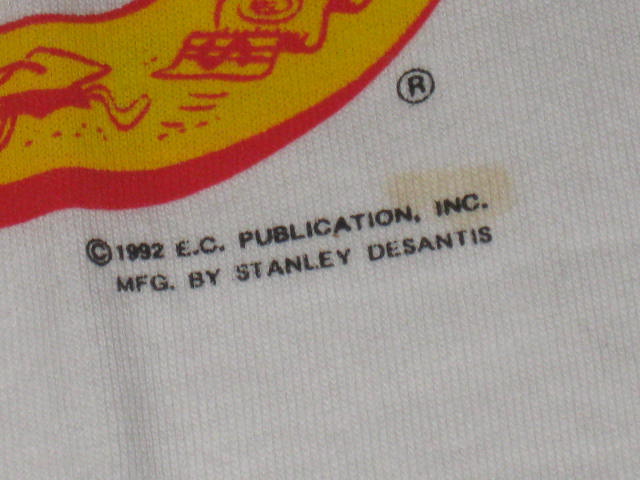 ®
©1992 E.C. PUBLICATION, INC.
MFG. BY STANLEY DESANTIS